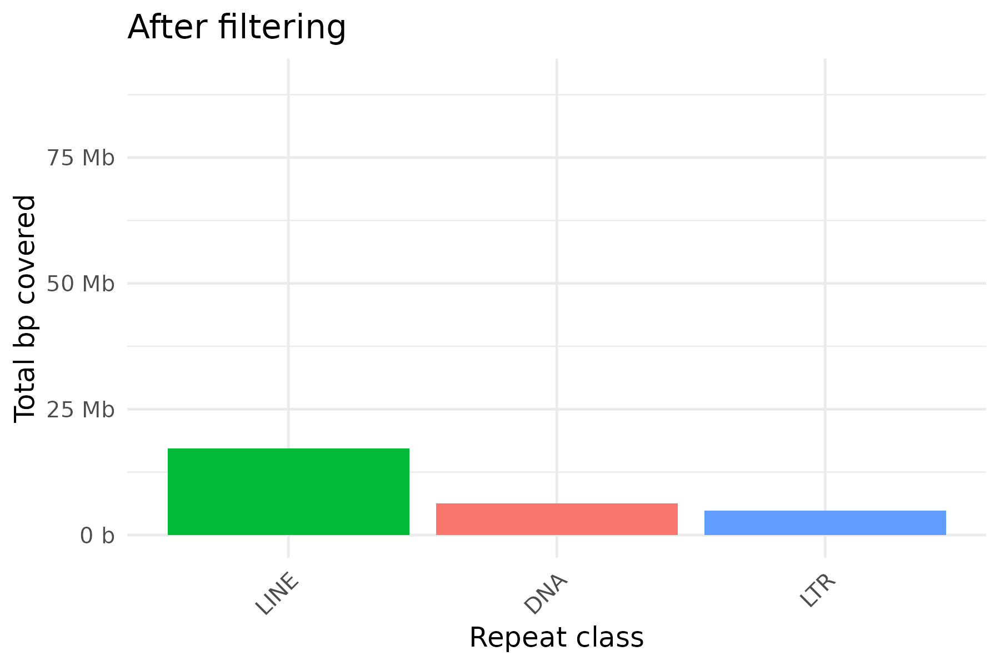 After filtering
Total bp covered
75 Mb
50 Mb
25 Mb
0 b
LINE
DNA
LTR
Repeat class